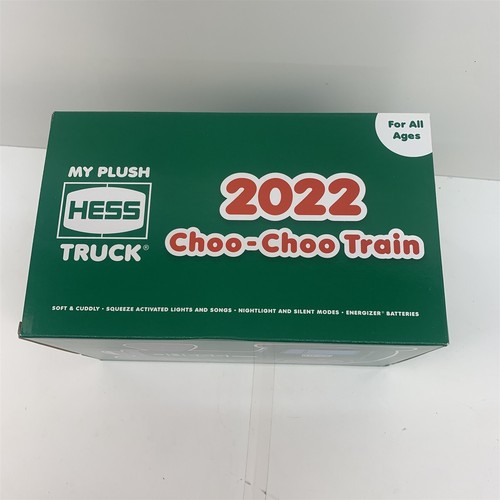 For All
Ages
MY PLUSH
HESS
TRUCK®
2022
Choo-Choo Train
SOFT & CUDDLY • SQUEEZE ACTIVATED LIGHTS AND SONGS • NIGHTLIGHT AND SILENT MODES • ENERGIZER™ BATTERIES